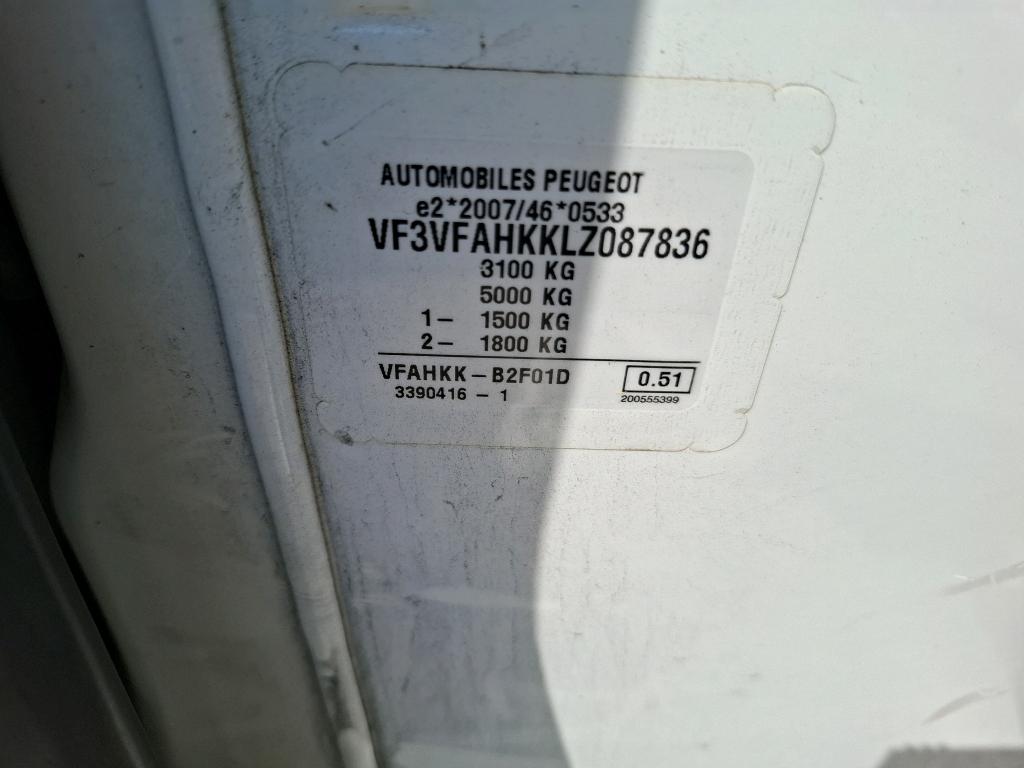 AUTOMOBILES PEUGEOT
e2*2007/46*0533
VF3VFAHKKLZ087836
3100 KG
5000 KG
1- 1500 KG
2- 1800 KG
VFAHKK-B2F01D 0.51
3390416 - 1 200555399